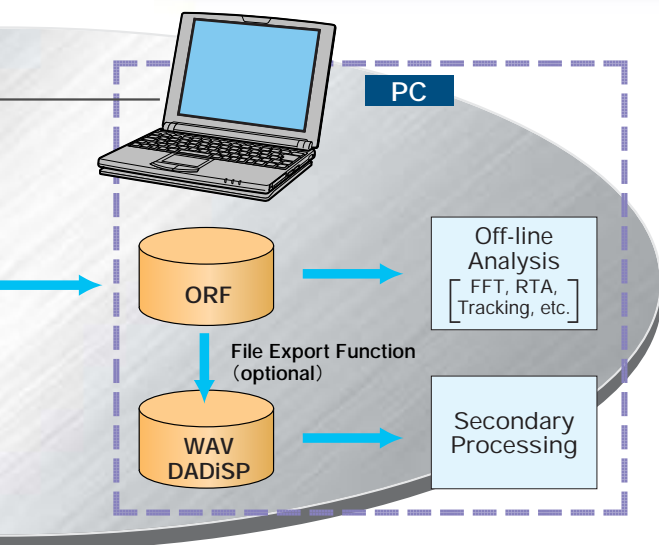 PC
ORF
Off-line
Analysis
[FFT, RTA,
Tracking, etc.]
File Export Function
（optional）
WAV
DADiSP
Secondary
Processing